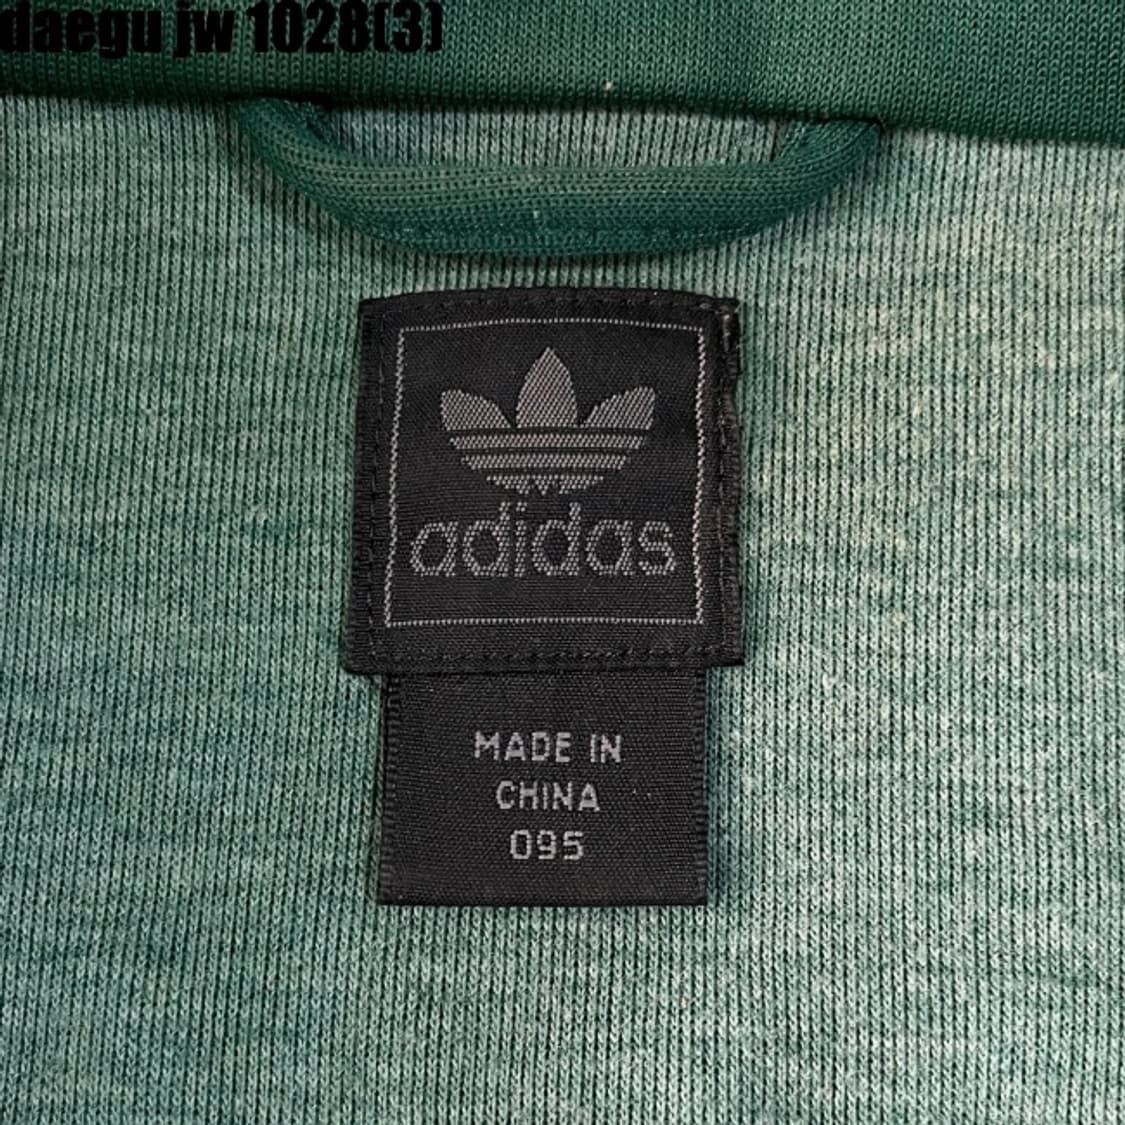 daegu jw 1028(3)
adidas
MADE IN
CHINA
095